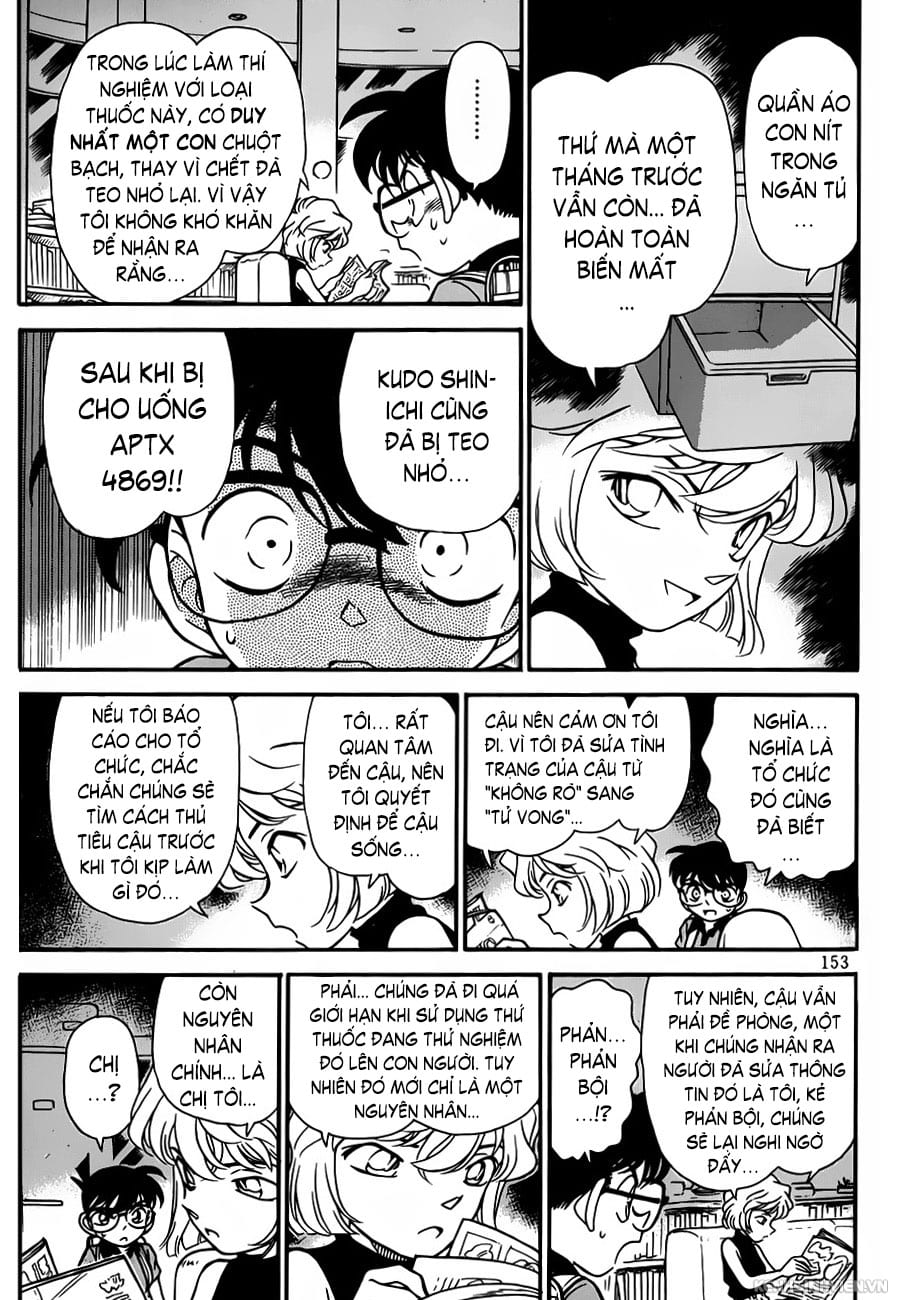 QUẦN ÁO
CON NÍT
TRONG
NGĂN TỦ
...
THỨ MÀ MỘT
THÁNG TRƯỚC
VẪN CÒN... ĐÃ
HOÀN TOÀN
BIẾN MẤT
...
.........
TRONG LÚC LÀM THÍ
NGHIỆM VỚI LOẠI
THUỐC NÀY, CÓ DUY
NHẤT MỘT CON CHUỘT
BẠCH, THAY VÌ CHẾT ĐÃ
TEO NHỎ LẠI. VÌ VẬY
TÔI KHÔNG KHÓ KHĂN
ĐỂ NHẬN RA
RẰNG...
KUDO SHIN-
ICHI CŨNG
ĐÃ BỊ TEO
NHỎ...
SAU KHI BỊ
CHO UỐNG
APTX
4869!!
NGHĨA...
NGHĨA LÀ
TỔ CHỨC
ĐÓ CŨNG
ĐÃ BIẾT
...
CẬU NÊN CẢM ƠN TÔI
ĐI. VÌ TÔI ĐÃ SỬA TÌNH
TRẠNG CỦA CẬU TỪ
"KHÔNG RÕ" SANG
"TỬ VONG"...
TÔI... RẤT
QUAN TÂM
ĐẾN CẬU, NÊN
TÔI QUYẾT
ĐỊNH ĐỂ CẬU
SỐNG...
NẾU TÔI BÁO
CÁO CHO TỔ
CHỨC, CHẮC
CHẮN CHÚNG SẼ
TÌM CÁCH THỦ
TIÊU CẬU TRƯỚC
KHI TÔI KỊP LÀM
GÌ ĐÓ...
153
TUY NHIÊN, CẬU VẪN
PHẢI ĐỀ PHÒNG, MỘT
KHI CHÚNG NHẬN RA
NGƯỜI ĐÃ SỬA THÔNG
TIN ĐÓ LÀ TÔI, KẺ
PHẢN BỘI, CHÚNG
SẼ LẠI NGHI NGỜ
ĐẤY...
PHẢN...
PHẢN
BỘI
...!?
PHẢI... CHÚNG ĐÃ ĐI QUÁ
GIỚI HẠN KHI SỬ DỤNG THỨ
THUỐC ĐANG THỬ NGHIỆM
ĐÓ LÊN CON NGƯỜI. TUY
NHIÊN ĐÓ MỚI CHỈ LÀ MỘT
NGUYÊN NHÂN...
CÒN
NGUYÊN
NHÂN
CHÍNH... LÀ
CHỊ TÔI...
CHỊ
...?